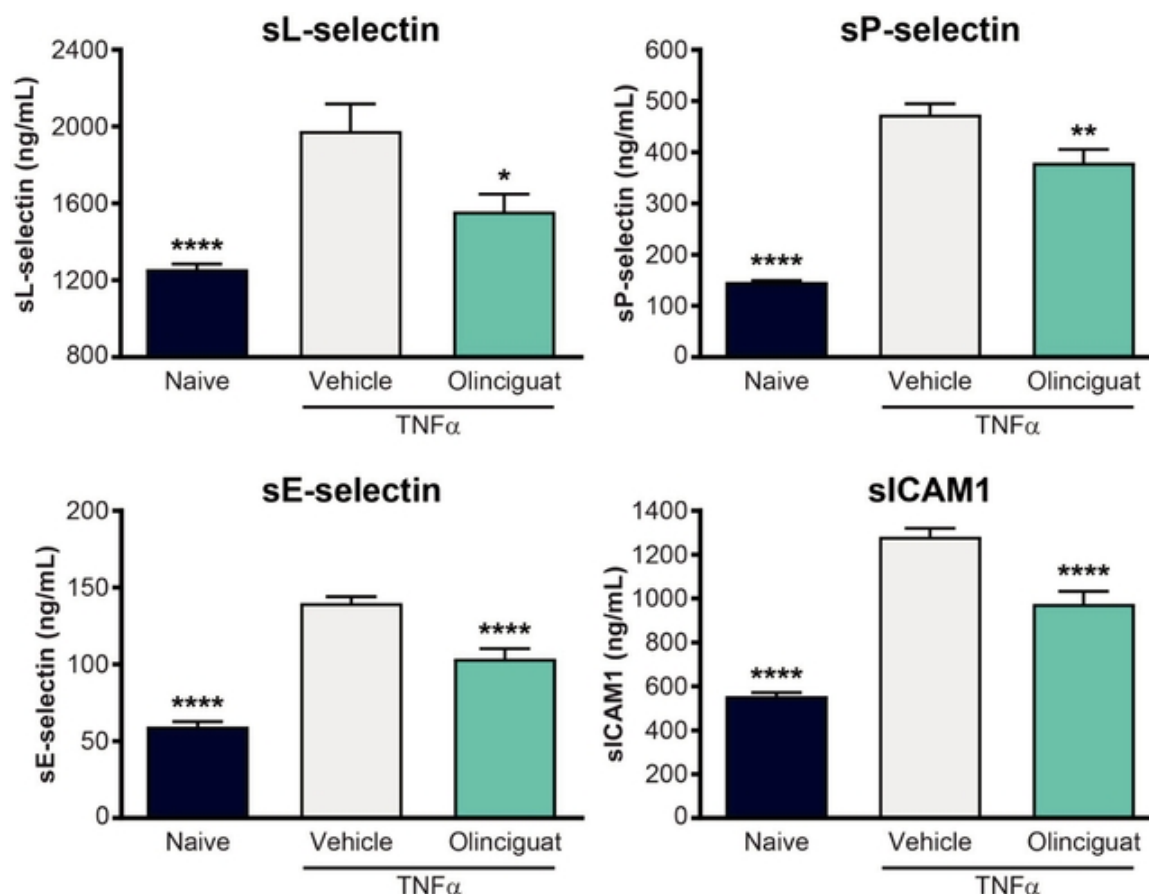 sL-selectin
sL-selectin (ng/mL)
2400
2000
1600
1200
800
****
*
Naive Vehicle Olinciguat
TNFα
sP-selectin
sP-selectin (ng/mL)
600
500
400
300
200
100
0
****
**
Naive Vehicle Olinciguat
TNFα
sE-selectin
sE-selectin (ng/mL)
200
150
100
50
0
****
****
Naive Vehicle Olinciguat
TNFα
sICAM1
sICAM1 (ng/mL)
1400
1200
1000
800
600
400
200
0
****
****
Naive Vehicle Olinciguat
TNFα